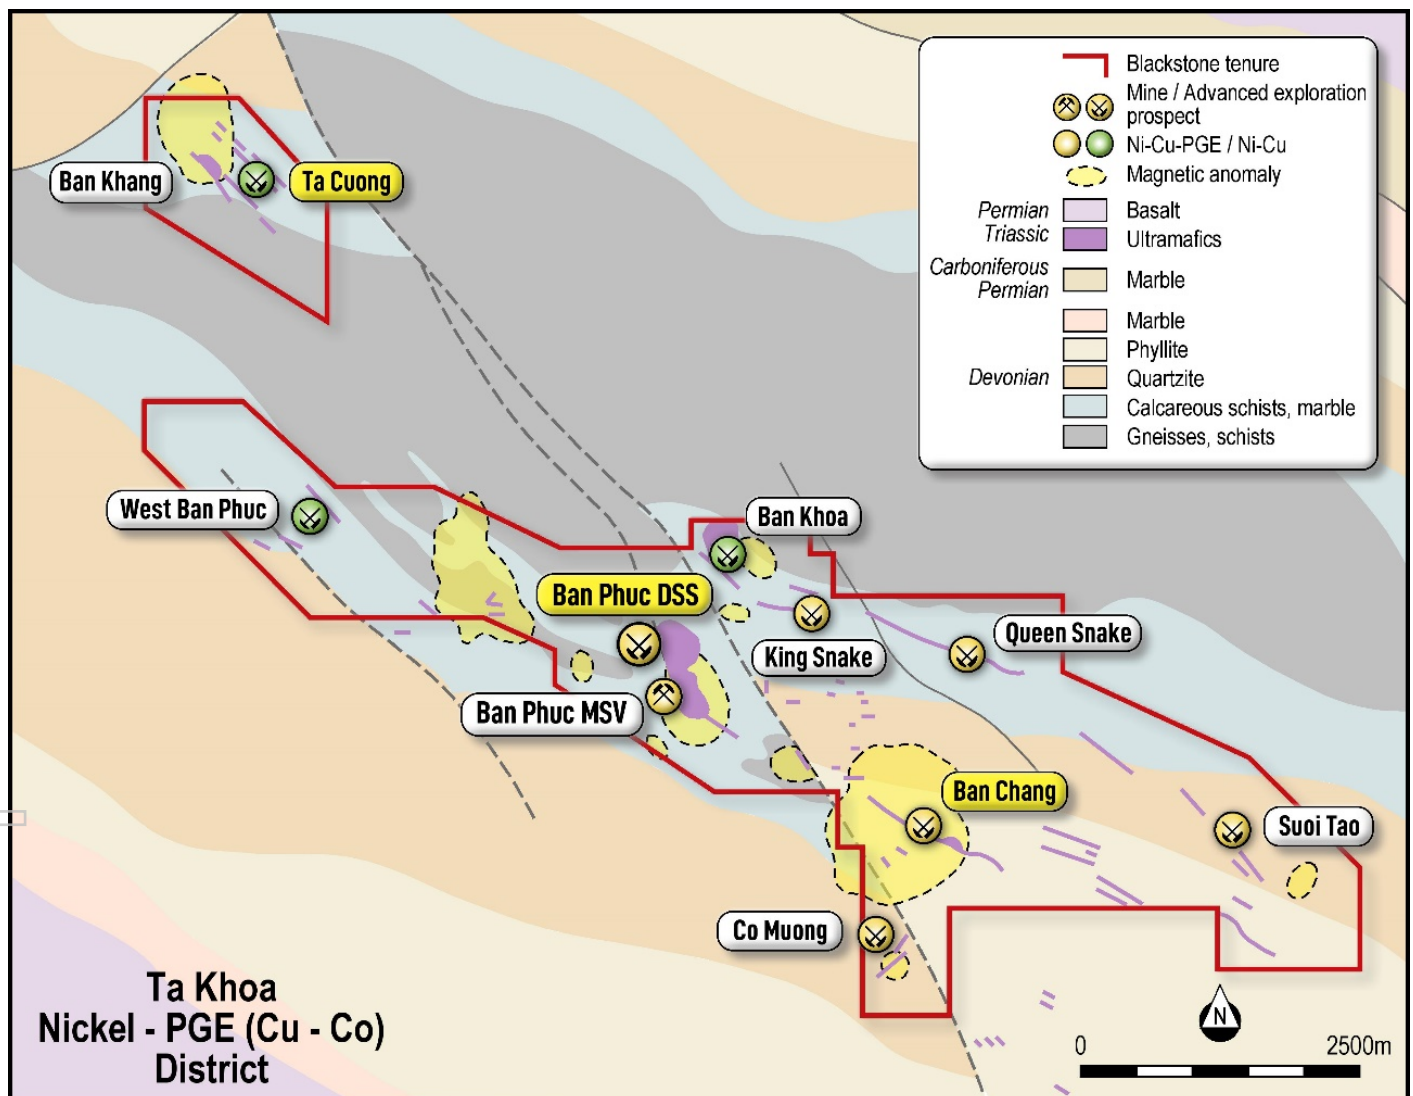 Blackstone tenure
Mine / Advanced exploration
prospect
Ni-Cu-PGE / Ni-Cu
Magnetic anomaly
Permian
Triassic
Basalt
Ultramafics
Carboniferous
Permian
Marble
Marble
Phyllite
Devonian
Quartzite
Calcareous schists, marble
Gneisses, schists
Ban Khang
Ta Cuong
West Ban Phuc
Ban Khoa
Ban Phuc DSS
King Snake
Queen Snake
Ban Phuc MSV
Ban Chang
Suoi Tao
Co Muong
Ta Khoa
Nickel - PGE (Cu - Co)
District
N
0 2500m